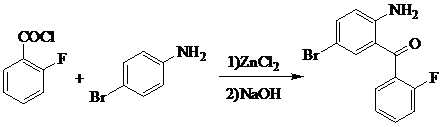 COCl
F
+
NH2
Br
1)ZnCl2
2)NaOH
NH2
Br
O
F